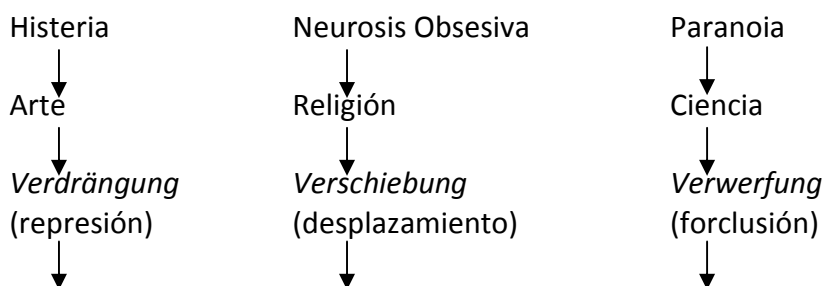 Histeria Neurosis Obsesiva Paranoia
Arte Religión Ciencia
Verdrängung Verschiebung Verwerfung
(represión) (desplazamiento) (forclusión)